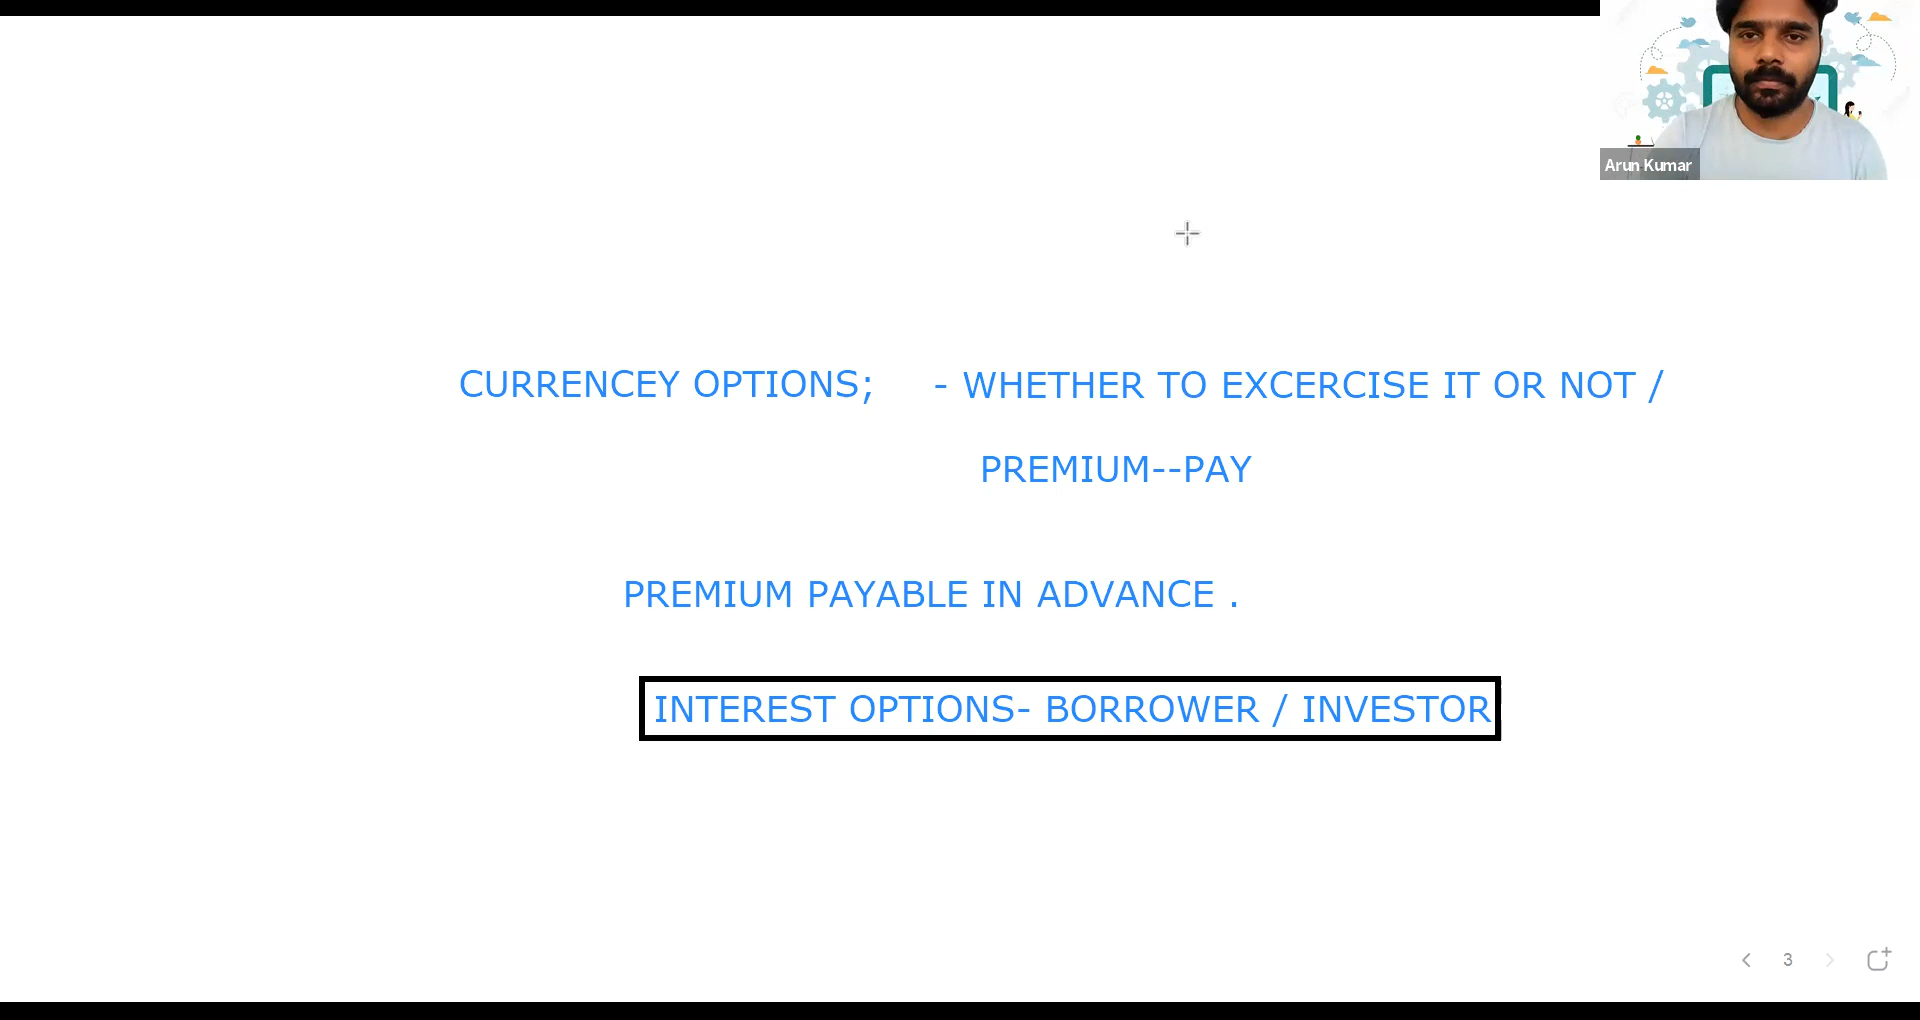 Arun Kumar
CURRENCEY OPTIONS; - WHETHER TO EXCERCISE IT OR NOT /
PREMIUM--PAY
PREMIUM PAYABLE IN ADVANCE .
INTEREST OPTIONS- BORROWER / INVESTOR
3